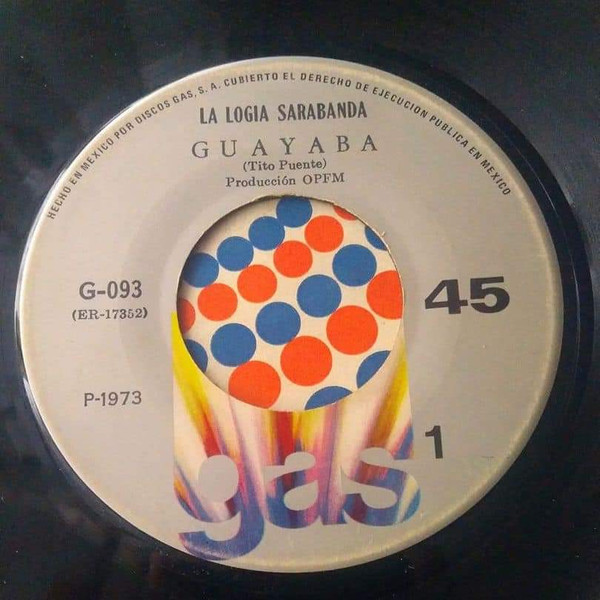 HECHO EN MEXICO POR DISCOS GAS, S. A. CUBIERTO EL DERECHO DE EJECUCION PUBLICA EN MEXICO
LA LOGIA SARABANDA
GUAYABA
(Tito Puente)
Producción OPFM
G-093
(ER-17352)
45
P-1973
1
gas